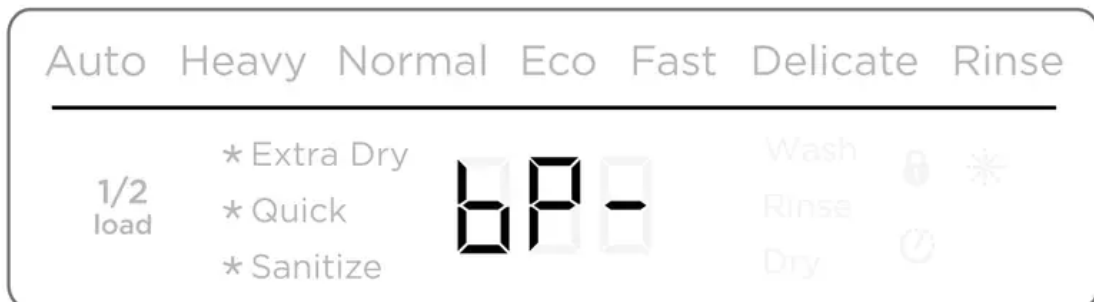 Auto Heavy Normal Eco Fast Delicate Rinse
* Extra Dry
1/2
load
* Quick
* Sanitize
bP-
Wash
Rinse
Dry